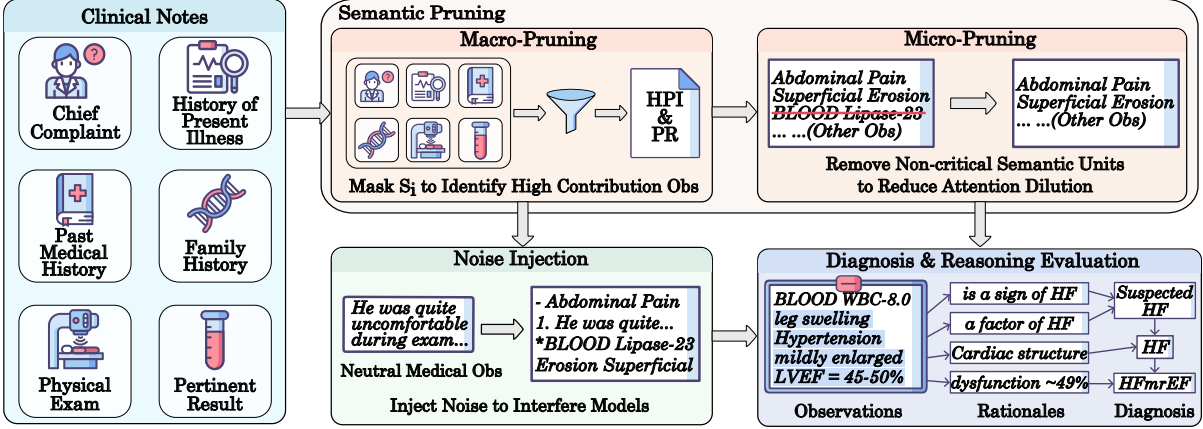 Clinical Notes
?
Chief
Complaint
History of
Present
Illness
Past
Medical
History
Family
History
Physical
Exam
Pertinent
Result
Semantic Pruning
Macro-Pruning
?
HPI
&
PR
Mask Si to Identify High Contribution Obs
Micro-Pruning
Abdominal Pain
Superficial Erosion
BLOOD Lipase-23
... ...(Other Obs)
Abdominal Pain
Superficial Erosion
... ...(Other Obs)
Remove Non-critical Semantic Units
to Reduce Attention Dilution
Noise Injection
He was quite
uncomfortable
during exam...
Neutral Medical Obs
- Abdominal Pain
1. He was quite...
*BLOOD Lipase-23
Erosion Superficial
Inject Noise to Interfere Models
Diagnosis & Reasoning Evaluation
BLOOD WBC-8.0
leg swelling
Hypertension
mildly enlarged
LVEF = 45-50%
Observations
is a sign of HF
a factor of HF
Cardiac structure
dysfunction ~49%
Rationales
Suspected
HF
HF
HFmrEF
Diagnosis